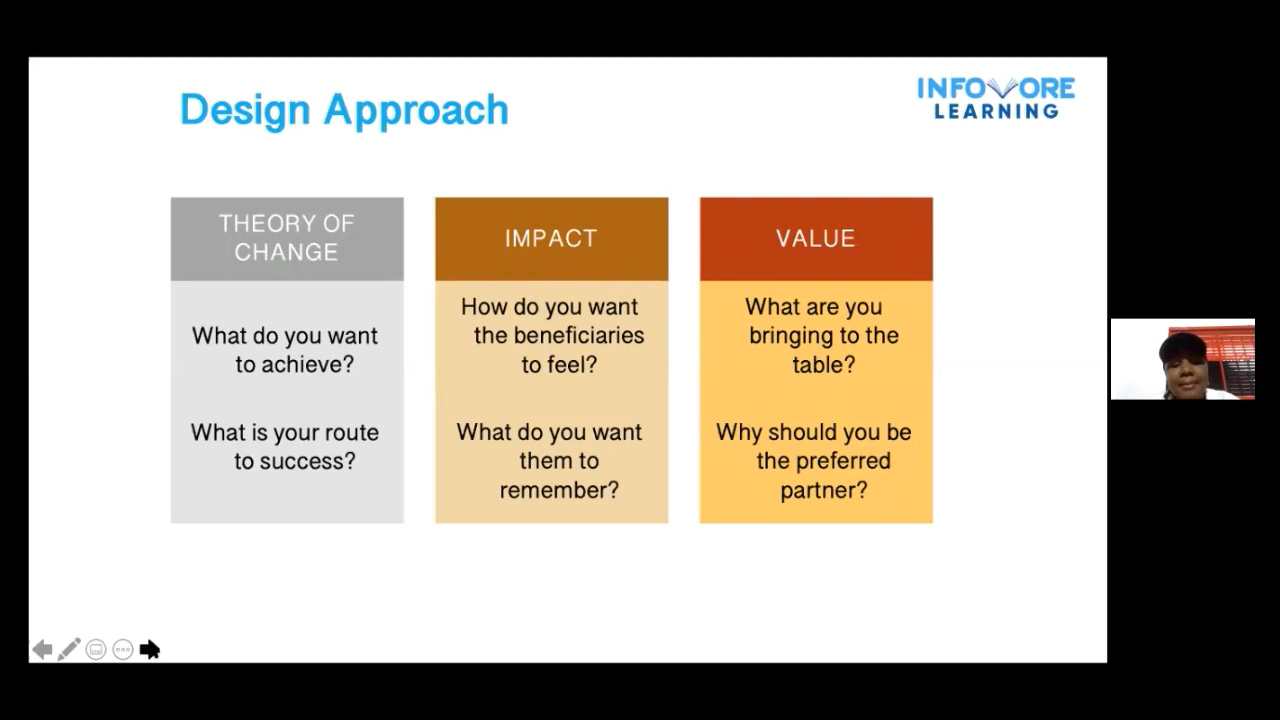 Design Approach
INFOVORE
LEARNING
THEORY OF
CHANGE
What do you want
to achieve?
What is your route
to success?
IMPACT
How do you want
the beneficiaries
to feel?
What do you want
them to
remember?
VALUE
What are you
bringing to the
table?
Why should you be
the preferred
partner?